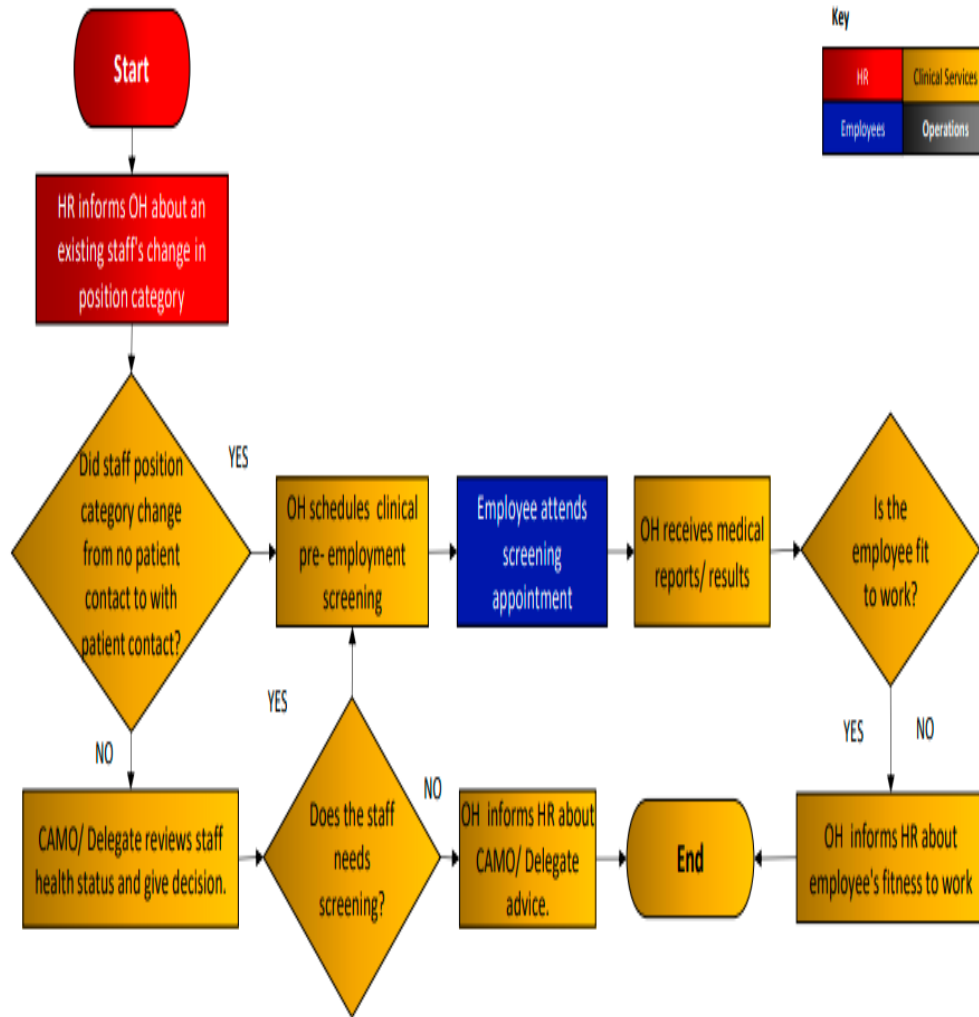 Key
HR
Clinical Services
Employees
Operations
Start
HR informs OH about an
existing staff's change in
position category
Did staff position
category change
from no patient
contact to with
patient contact?
YES
OH schedules clinical
pre- employment
screening
Employee attends
screening
appointment
OH receives medical
reports/ results
Is the
employee fit
to work?
NO
YES
YES
NO
CAMO/ Delegate reviews staff
health status and give decision.
Does the staff
needs
screening?
NO
OH informs HR about
CAMO/ Delegate
advice.
End
OH informs HR about
employee's fitness to work